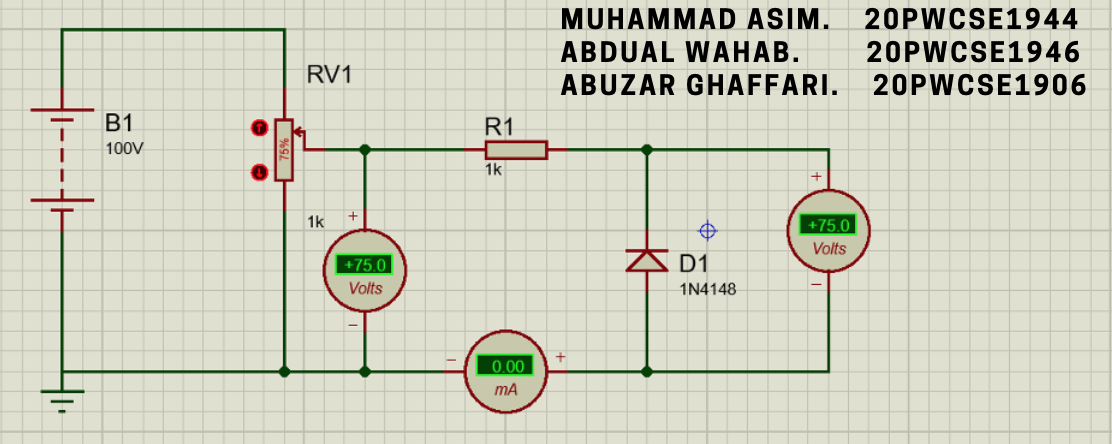 MUHAMMAD ASIM. 20PWCSE1944
ABDUAL WAHAB. 20PWCSE1946
ABUZAR GHAFFARI. 20PWCSE1906
RV1
B1
100V
75%
1k
R1
1k
+
+75.0
Volts
−
D1
1N4148
+
+75.0
Volts
−
−
0.00
mA
+